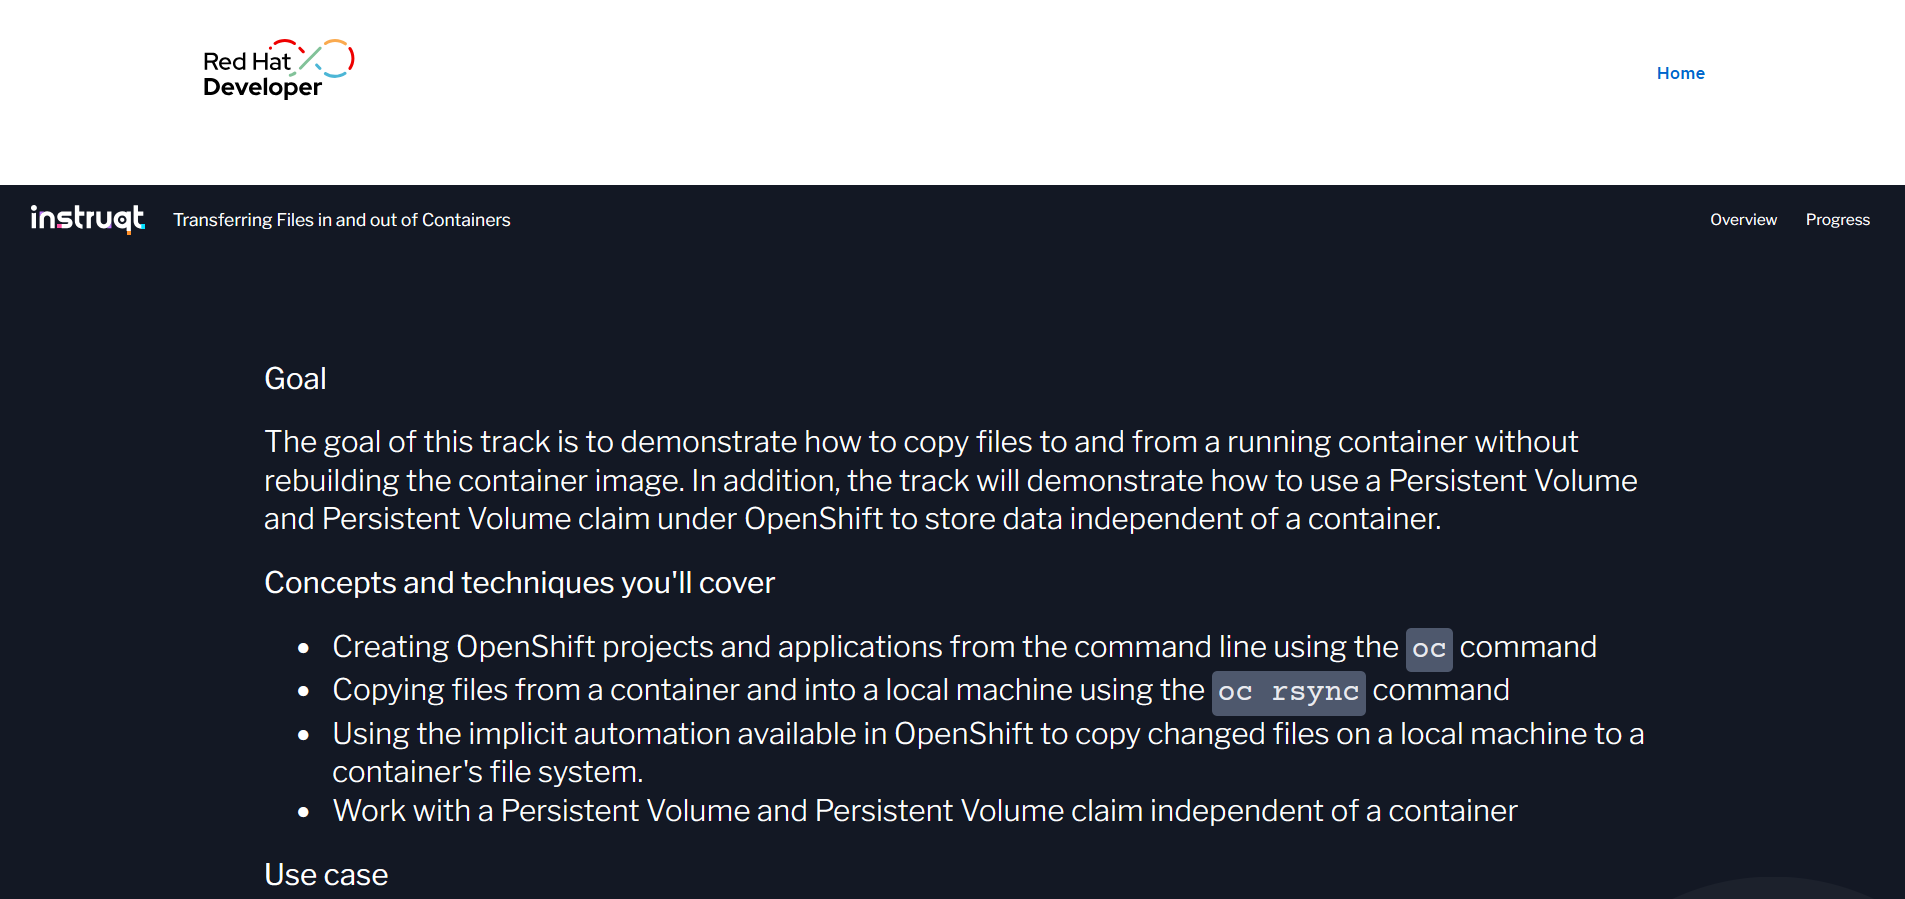 Red Hat
Developer
Home
instruqt
Transferring Files in and out of Containers
Overview
Progress
Goal
The goal of this track is to demonstrate how to copy files to and from a running container without
rebuilding the container image. In addition, the track will demonstrate how to use a Persistent Volume
and Persistent Volume claim under OpenShift to store data independent of a container.
Concepts and techniques you'll cover
• Creating OpenShift projects and applications from the command line using the oc command
• Copying files from a container and into a local machine using the oc rsync command
• Using the implicit automation available in OpenShift to copy changed files on a local machine to a
container's file system.
• Work with a Persistent Volume and Persistent Volume claim independent of a container
Use case